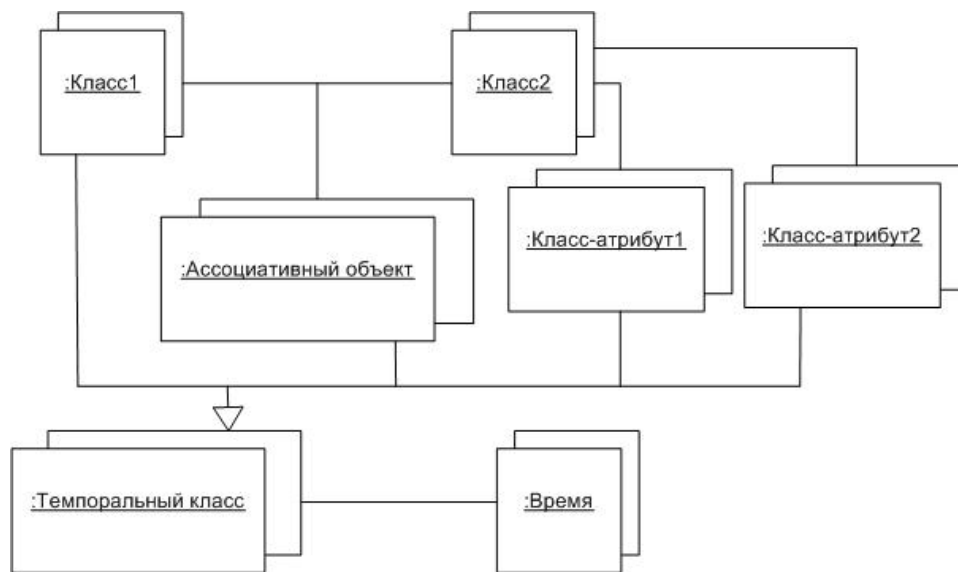 :Класс1
:Класс2
:Ассоциативный объект
:Класс-атрибут1
:Класс-атрибут2
:Темпоральный класс
:Время